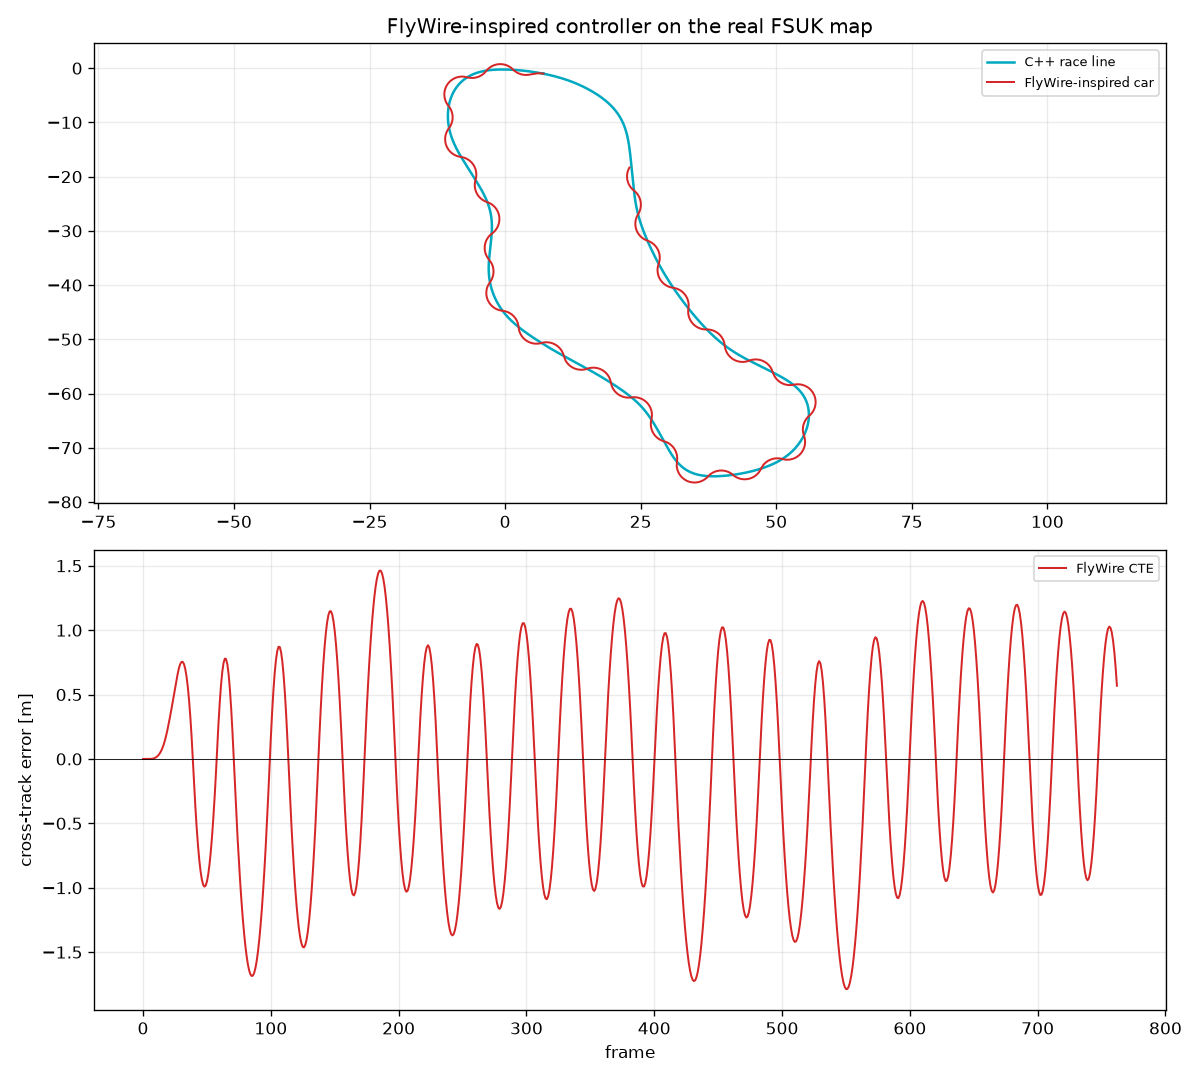 FlyWire-inspired controller on the real FSUK map
C++ race line
FlyWire-inspired car
0
−10
−20
−30
−40
−50
−60
−70
−80
−75 −50 −25 0 25 50 75 100
FlyWire CTE
cross-track error [m]
1.5
1.0
0.5
0.0
−0.5
−1.0
−1.5
0 100 200 300 400 500 600 700 800
frame